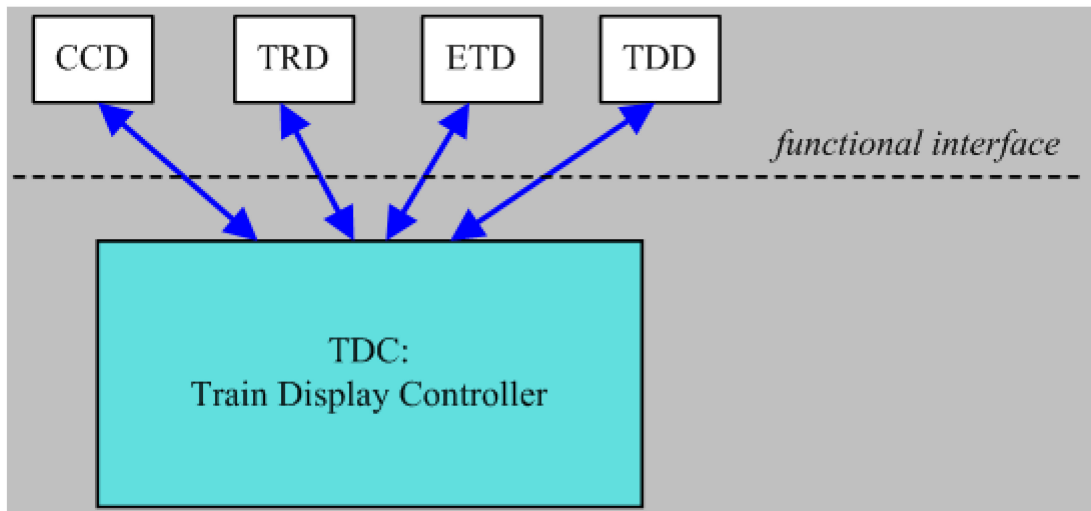 CCD TRD ETD TDD
functional interface
TDC:
Train Display Controller